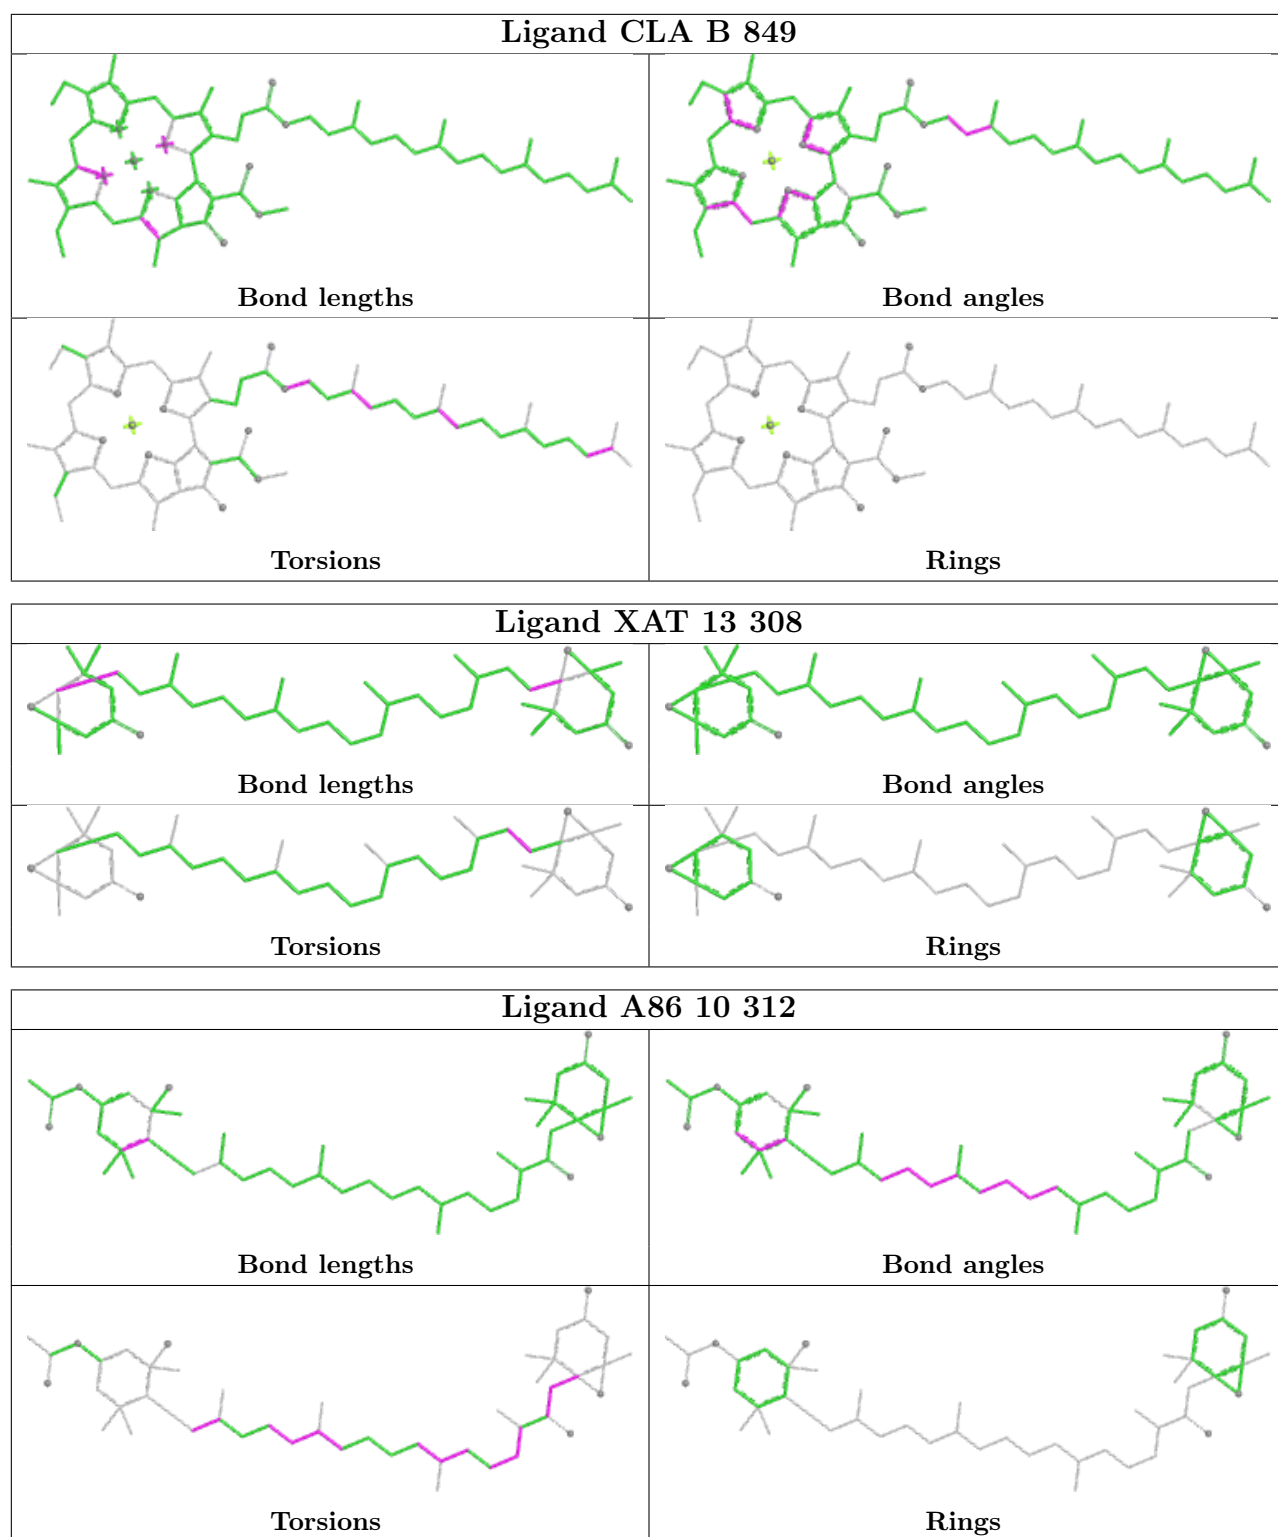 Ligand CLA B 849
Bond lengths
Bond angles
Torsions
Rings
Ligand XAT 13 308
Bond lengths
Bond angles
Torsions
Rings
Ligand A86 10 312
Bond lengths
Bond angles
Torsions
Rings